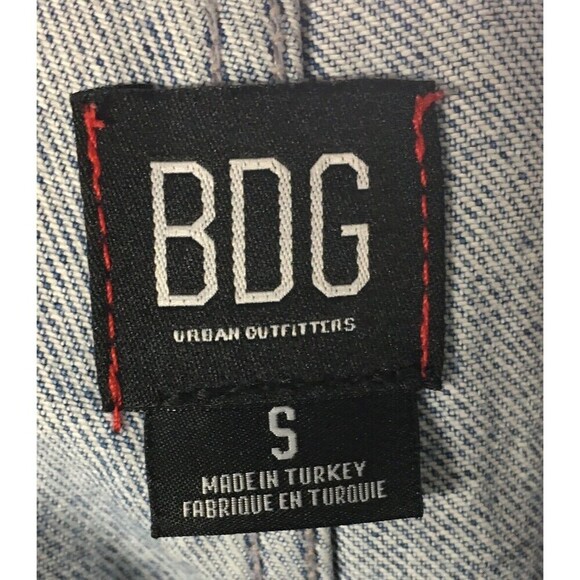 BDG
URBAN OUTFITTERS
S
MADE IN TURKEY
FABRIQUE EN TURQUIE